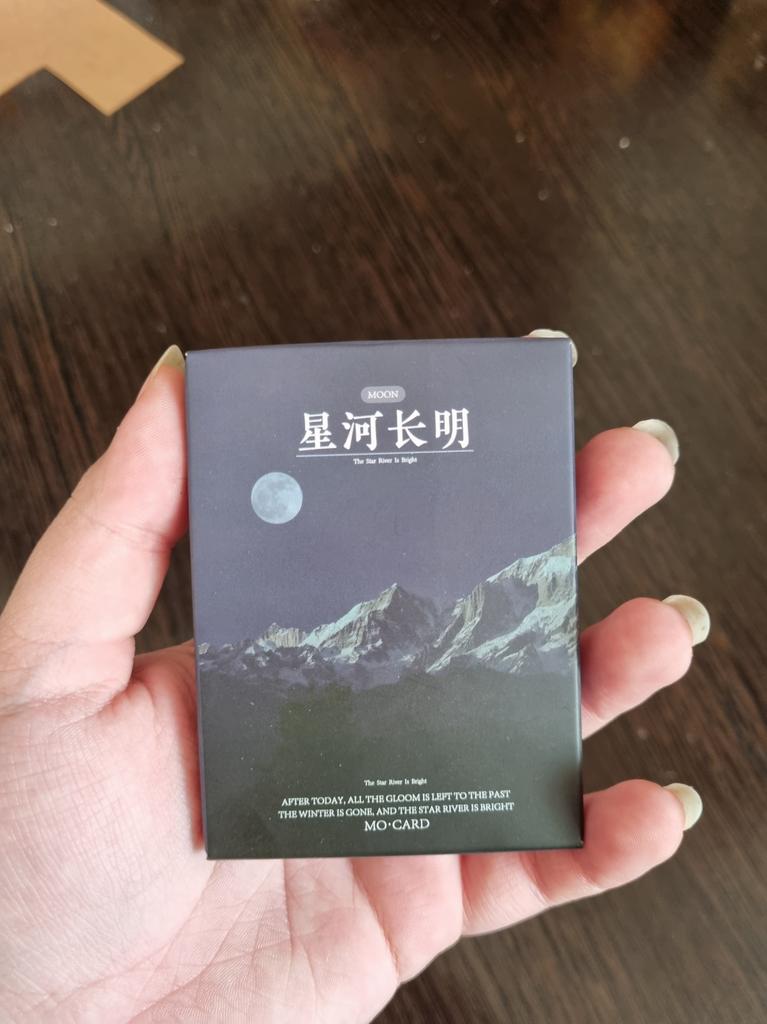 MOON
星河长明
The Star River Is Bright
The Star River Is Bright
AFTER TODAY, ALL THE GLOOM IS LEFT TO THE PAST
THE WINTER IS GONE, AND THE STAR RIVER IS BRIGHT
MO·CARD